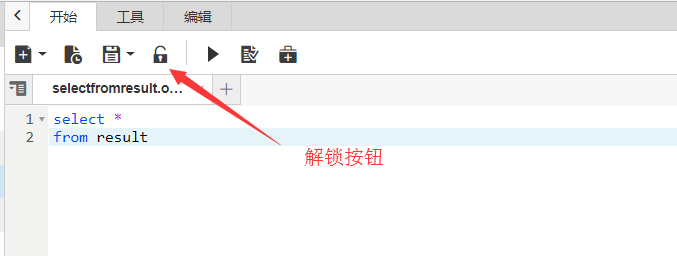 开始 工具 编辑
selectfromresult.o...
1 select *
2 from result
解锁按钮